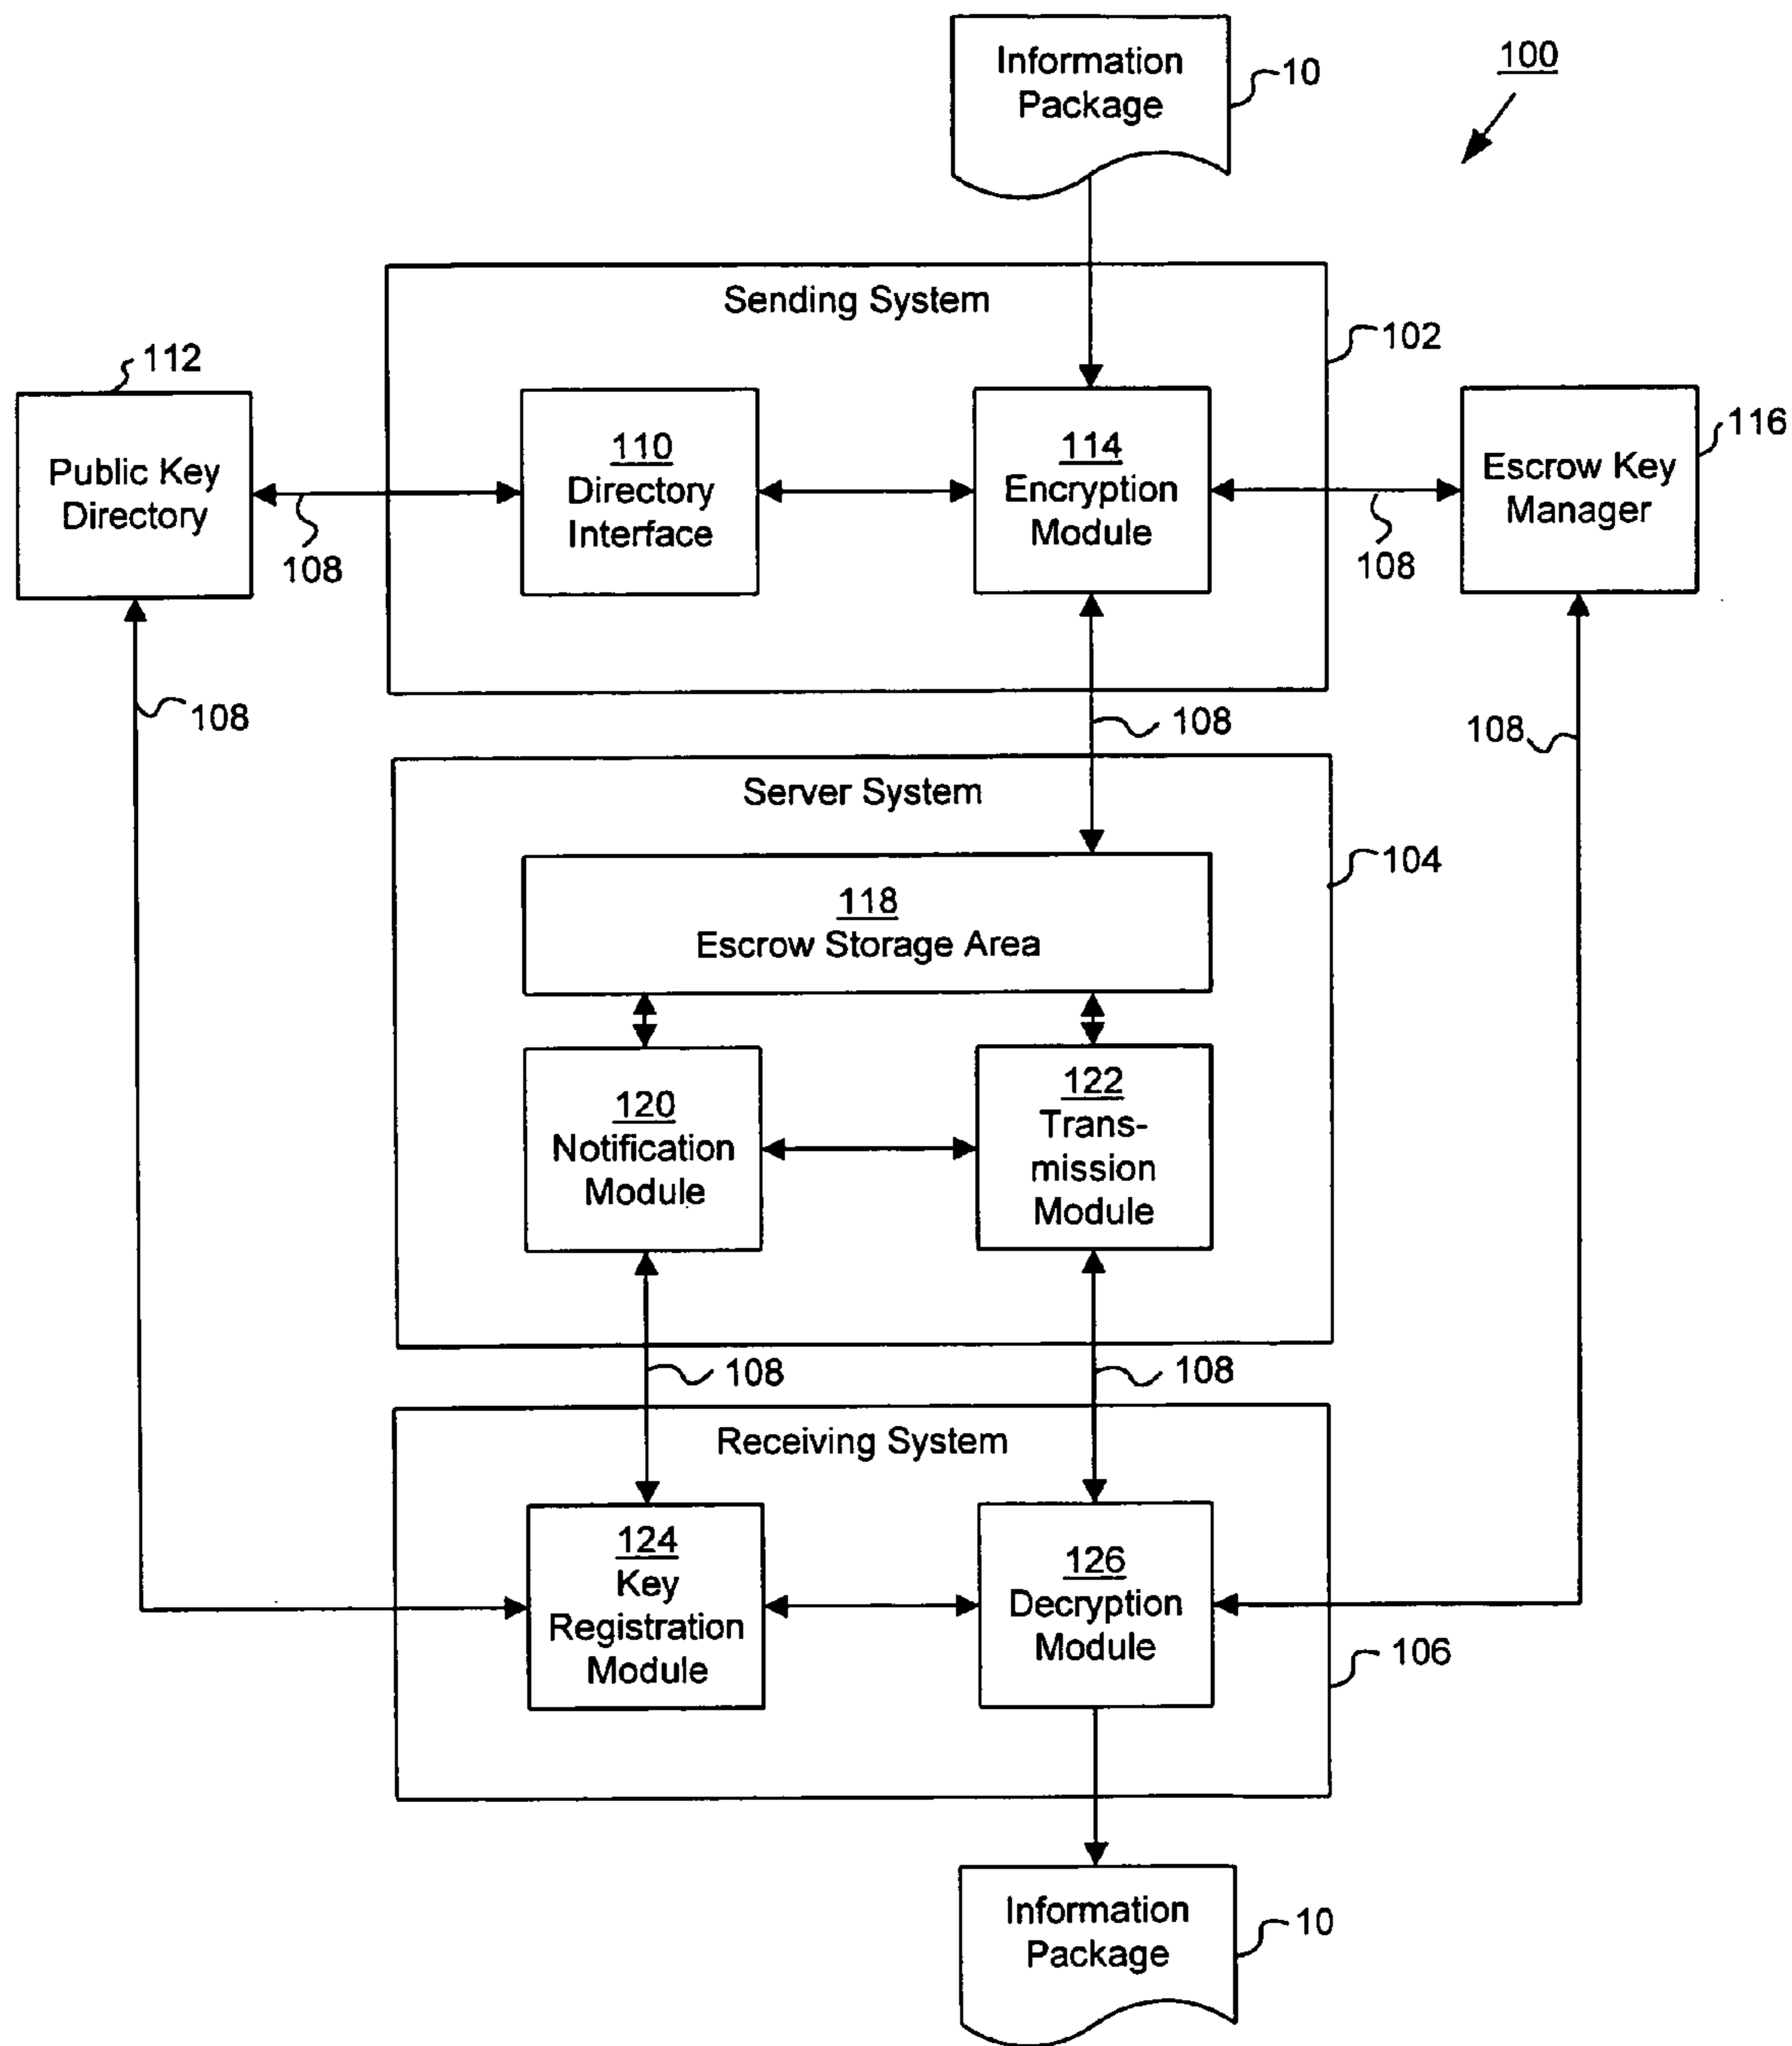 Information
Package
10
100
Sending System
102
112
Public Key
Directory
108
110
Directory
Interface
114
Encryption
Module
108
116
Escrow Key
Manager
108
108
108
Server System
104
118
Escrow Storage Area
120
Notification
Module
122
Trans-
mission
Module
108
108
Receiving System
124
Key
Registration
Module
126
Decryption
Module
106
Information
Package
10